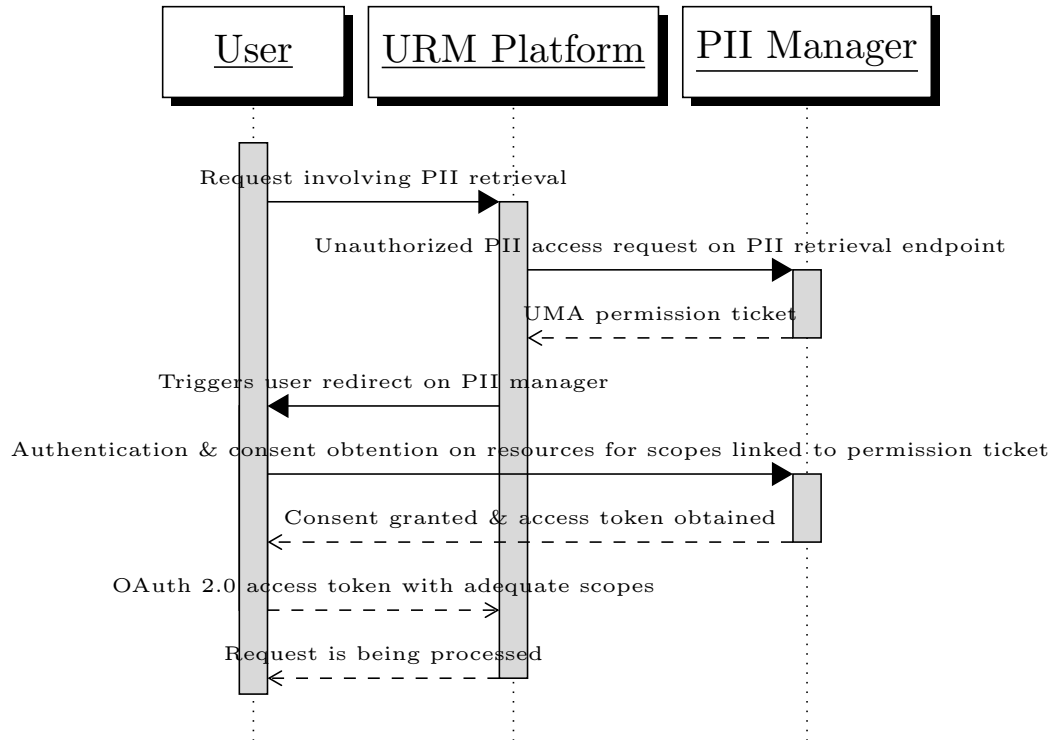 User
URM Platform
PII Manager
Request involving PII retrieval
Unauthorized PII access request on PII retrieval endpoint
UMA permission ticket
Triggers user redirect on PII manager
Authentication & consent obtention on resources for scopes linked to permission ticket
Consent granted & access token obtained
OAuth 2.0 access token with adequate scopes
Request is being processed